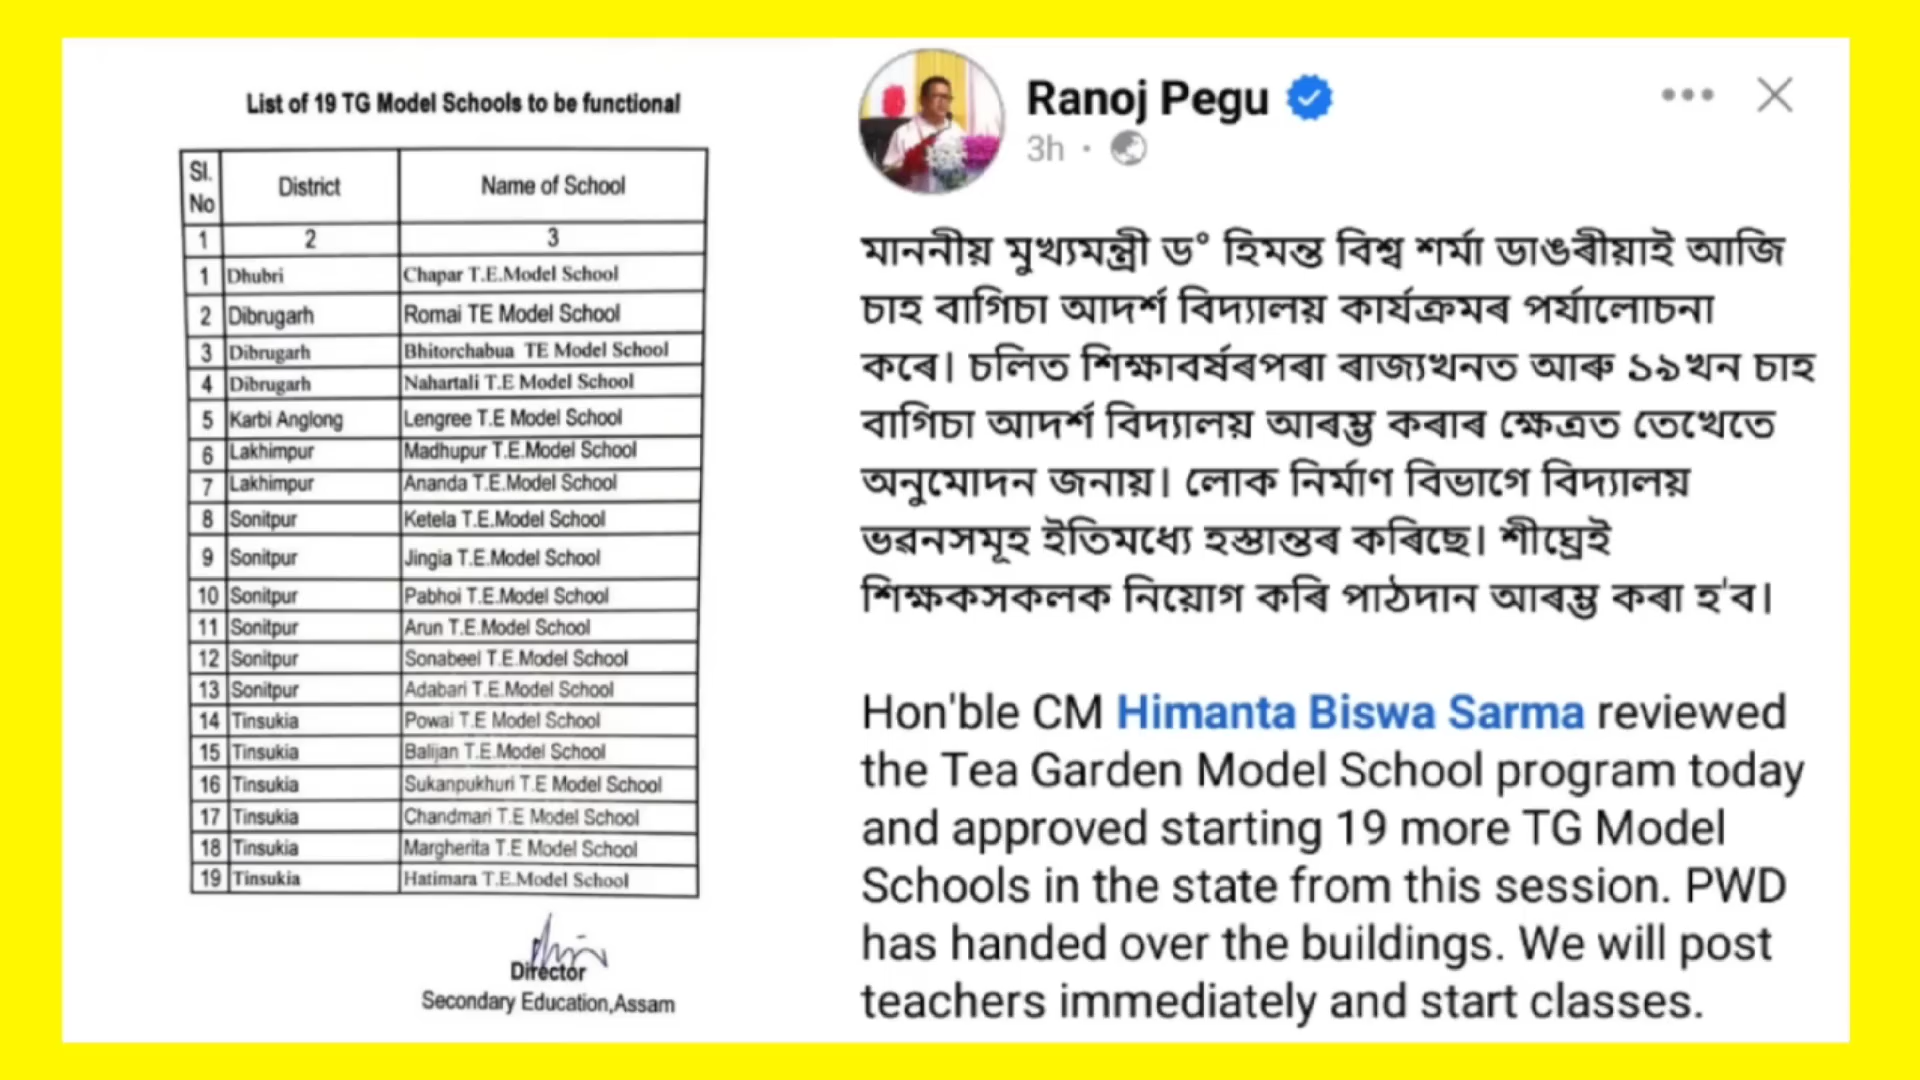 List of 19 TG Model Schools to be functional
Sl. No District Name of School
1 2 3
1 Dhubri Chapar T.E.Model School
2 Dibrugarh Romai TE Model School
3 Dibrugarh Bhitorchabua TE Model School
4 Dibrugarh Nahartali T.E Model School
5 Karbi Anglong Lengree T.E Model School
6 Lakhimpur Madhupur T.E.Model School
7 Lakhimpur Ananda T.E.Model School
8 Sonitpur Ketela T.E.Model School
9 Sonitpur Jingia T.E.Model School
10 Sonitpur Pabhoi T.E.Model School
11 Sonitpur Arun T.E.Model School
12 Sonitpur Sonabeel T.E.Model School
13 Sonitpur Adabari T.E.Model School
14 Tinsukia Powai T.E Model School
15 Tinsukia Balijan T.E.Model School
16 Tinsukia Sukanpukhuri T.E Model School
17 Tinsukia Chandmari T.E Model School
18 Tinsukia Margherita T.E Model School
19 Tinsukia Hatimara T.E.Model School
Director
Secondary Education,Assam
Ranoj Pegu
3h ·
মাননীয় মুখ্যমন্ত্ৰী ড° হিমন্ত বিশ্ব শৰ্মা ডাঙৰীয়াই আজি
চাহ বাগিচা আদৰ্শ বিদ্যালয় কাৰ্যক্ৰমৰ পৰ্যালোচনা
কৰে। চলিত শিক্ষাবৰ্ষৰপৰা ৰাজ্যখনত আৰু ১৯খন চাহ
বাগিচা আদৰ্শ বিদ্যালয় আৰম্ভ কৰাৰ ক্ষেত্ৰত তেখেতে
অনুমোদন জনায়। লোক নিৰ্মাণ বিভাগে বিদ্যালয়
ভৱনসমূহ ইতিমধ্যে হস্তান্তৰ কৰিছে। শীঘ্ৰেই
শিক্ষকসকলক নিয়োগ কৰি পাঠদান আৰম্ভ কৰা হ'ব।
Hon'ble CM Himanta Biswa Sarma reviewed
the Tea Garden Model School program today
and approved starting 19 more TG Model
Schools in the state from this session. PWD
has handed over the buildings. We will post
teachers immediately and start classes.